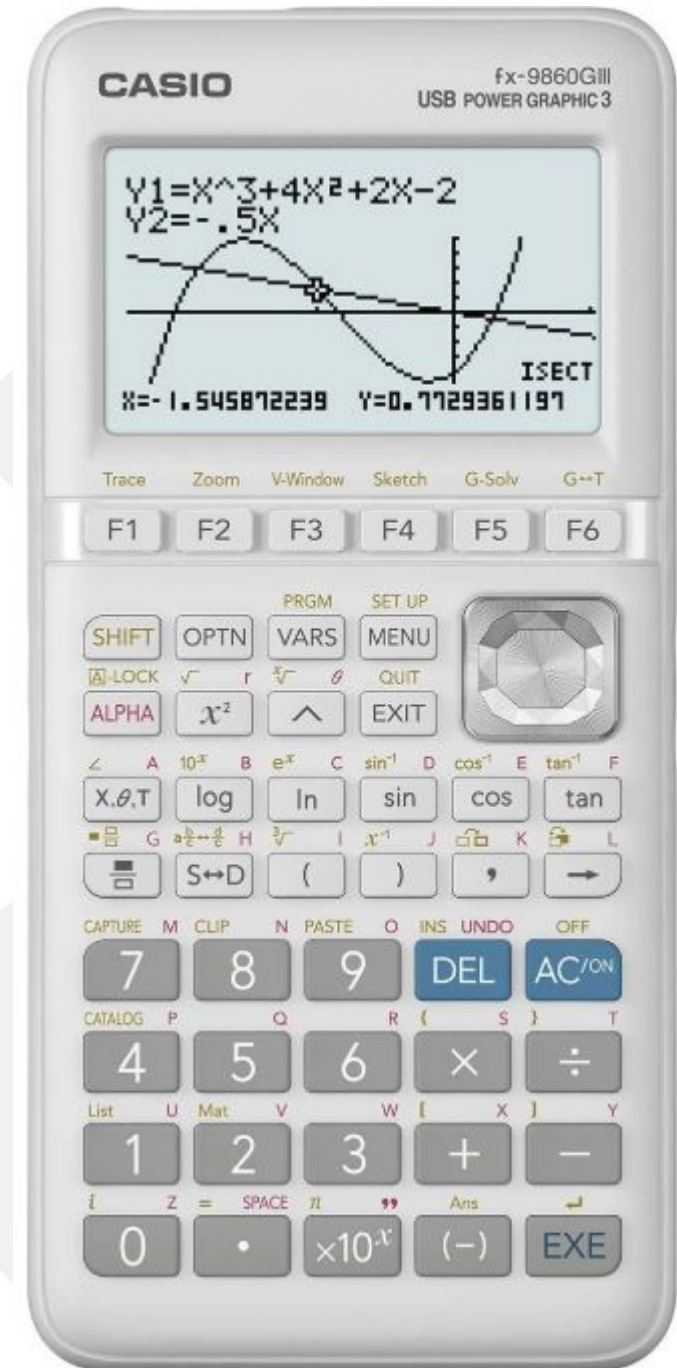 CASIO fx-9860GIII
USB POWER GRAPHIC 3
Y1=X^3+4X²+2X-2
Y2=-.5X
ISECT
X=-1.545872239 Y=0.7729361197
Trace Zoom V-Window Sketch G-Solv G↔T
F1 F2 F3 F4 F5 F6
PRGM SET UP
SHIFT OPTN VARS MENU
A-LOCK √ r ˣ√ θ QUIT
ALPHA x² ^ EXIT
∠ A 10ˣ B eˣ C sin⁻¹ D cos⁻¹ E tan⁻¹ F
X,θ,T log ln sin cos tan
G a b/c↔d/c H ³√ I x⁻¹ J K L
S↔D ( ) , →
CAPTURE M CLIP N PASTE O INS UNDO OFF
7 8 9 DEL AC/ON
CATALOG P Q R { S } T
4 5 6 × ÷
List U Mat V W [ X ] Y
1 2 3 + −
i Z = SPACE π " Ans ↵
0 . ×10ˣ (−) EXE